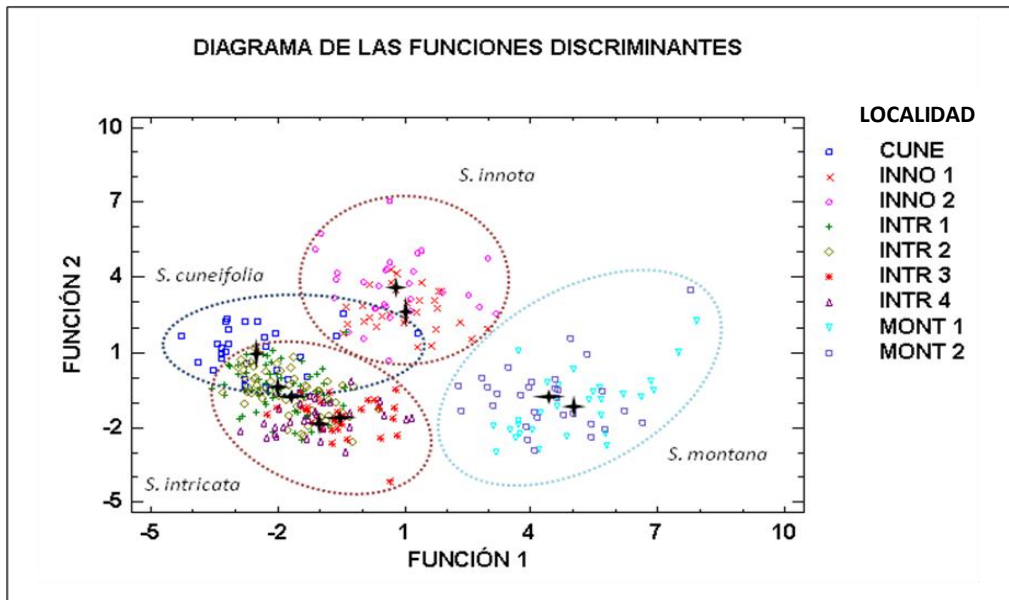 DIAGRAMA DE LAS FUNCIONES DISCRIMINANTES
LOCALIDAD
CUNE
INNO 1
INNO 2
INTR 1
INTR 2
INTR 3
INTR 4
MONT 1
MONT 2
S. innota
S. cuneifolia
S. intricata
S. montana
FUNCIÓN 2
10
7
4
1
-2
-5
-5
-2
1
4
7
10
FUNCIÓN 1